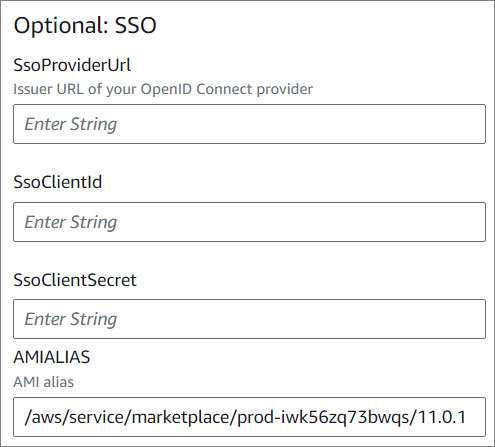 Optional: SSO
SsoProviderUrl
Issuer URL of your OpenID Connect provider
Enter String
SsoClientId
Enter String
SsoClientSecret
Enter String
AMIALIAS
AMI alias
/aws/service/marketplace/prod-iwk56zq73bwqs/11.0.1